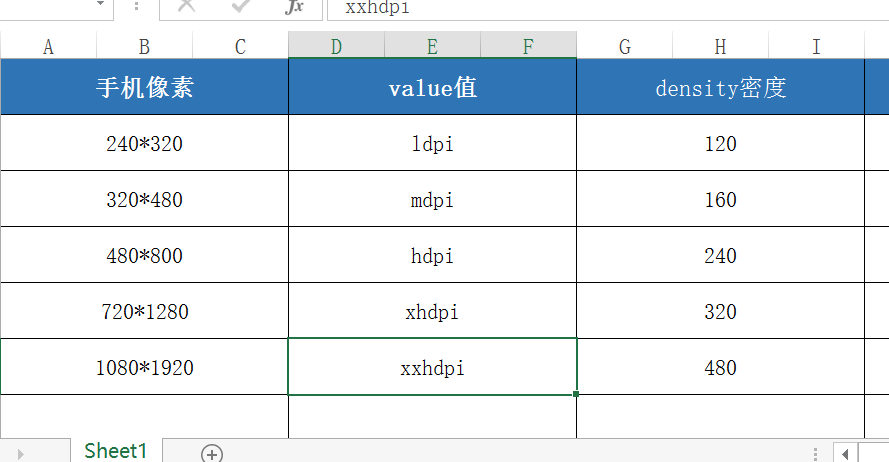 fx xxhdpi
A B C D E F G H I
手机像素 value值 density密度
240*320 ldpi 120
320*480 mdpi 160
480*800 hdpi 240
720*1280 xhdpi 320
1080*1920 xxhdpi 480
Sheet1